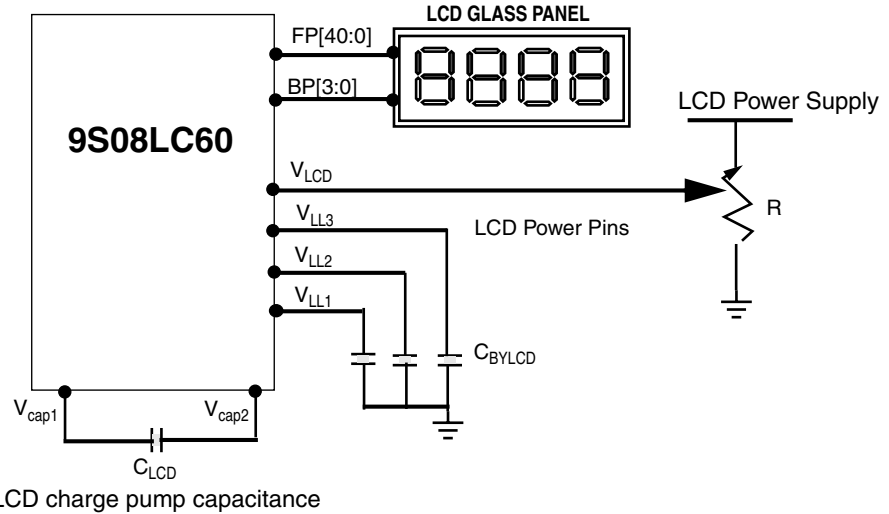 LCD GLASS PANEL
FP[40:0]
BP[3:0]
LCD Power Supply
9S08LC60
VLCD
R
VLL3
LCD Power Pins
VLL2
VLL1
CBYLCD
Vcap1
Vcap2
CLCD
LCD charge pump capacitance